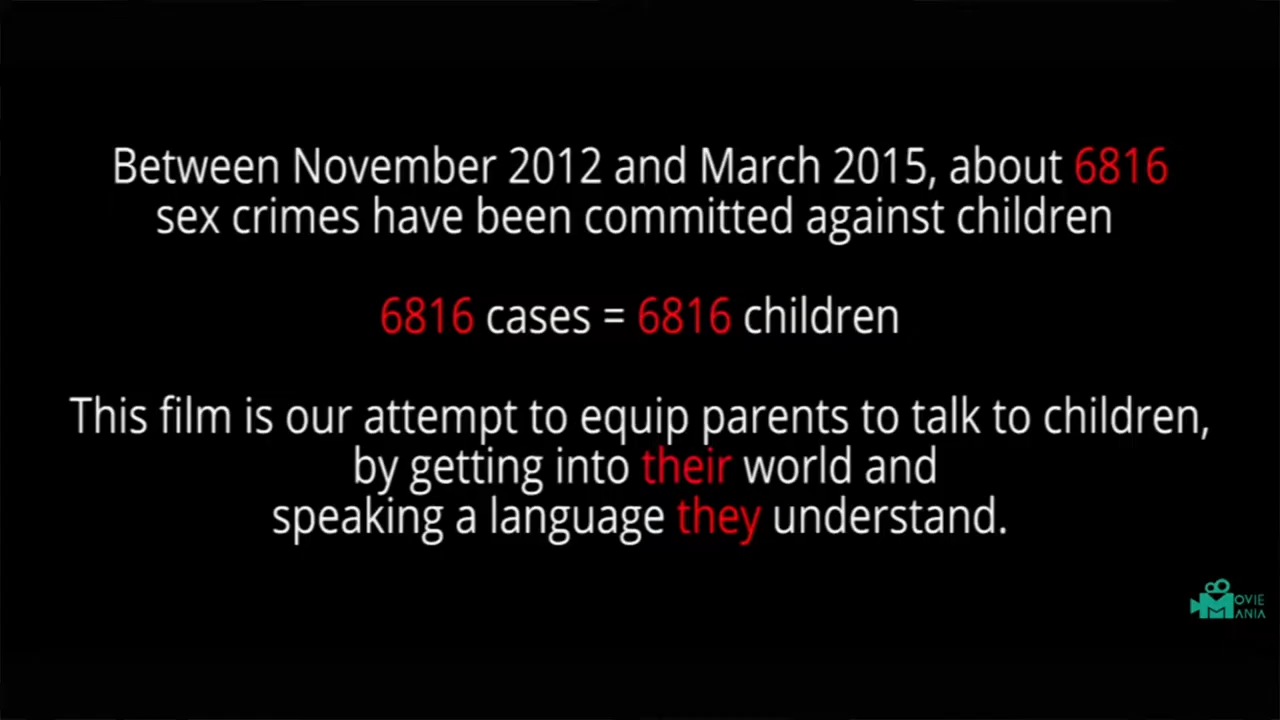 Between November 2012 and March 2015, about 6816
sex crimes have been committed against children
6816 cases = 6816 children
This film is our attempt to equip parents to talk to children,
by getting into their world and
speaking a language they understand.
MOVIE
MANIA